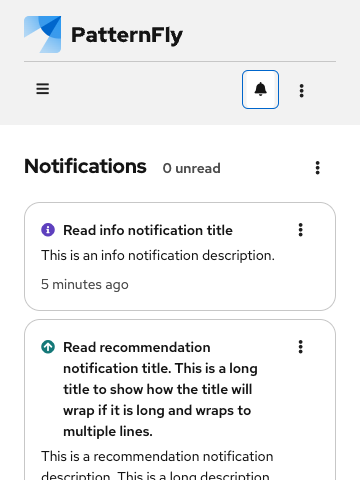 PatternFly
Notifications 0 unread
Read info notification title
This is an info notification description.
5 minutes ago
Read recommendation
notification title. This is a long
title to show how the title will
wrap if it is long and wraps to
multiple lines.
This is a recommendation notification
description. This is a long description